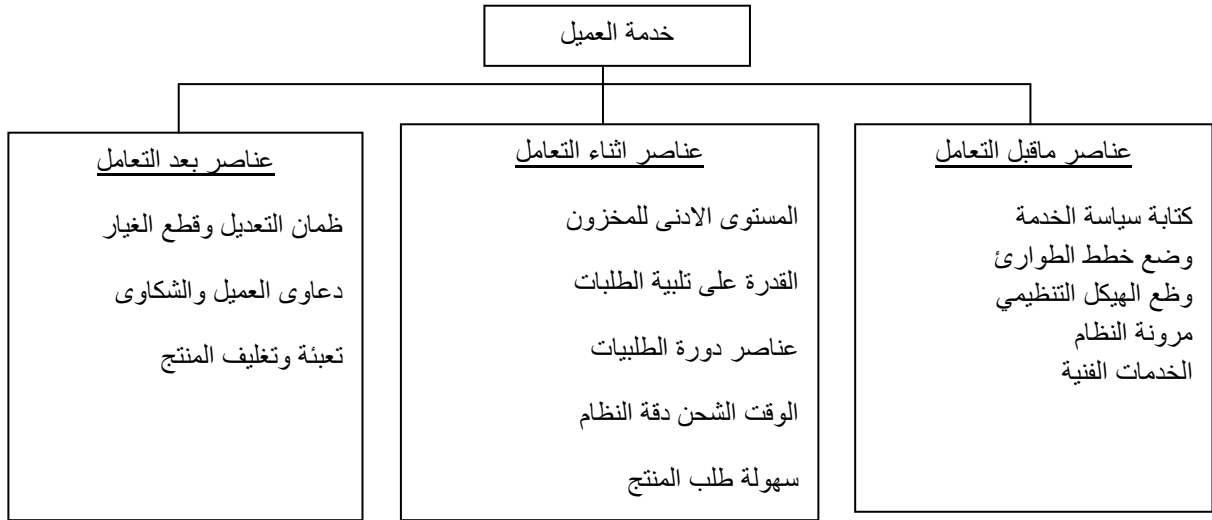 خدمة العميل
عناصر ماقبل التعامل
كتابة سياسة الخدمة
وضع خطط الطوارئ
وظع الهيكل التنظيمي
مرونة النظام
الخدمات الفنية
عناصر اثناء التعامل
المستوى الادنى للمخزون
القدرة على تلبية الطلبات
عناصر دورة الطلبيات
الوقت الشحن دقة النظام
سهولة طلب المنتج
عناصر بعد التعامل
ظمان التعديل وقطع الغيار
دعاوى العميل والشكاوى
تعبئة وتغليف المنتج